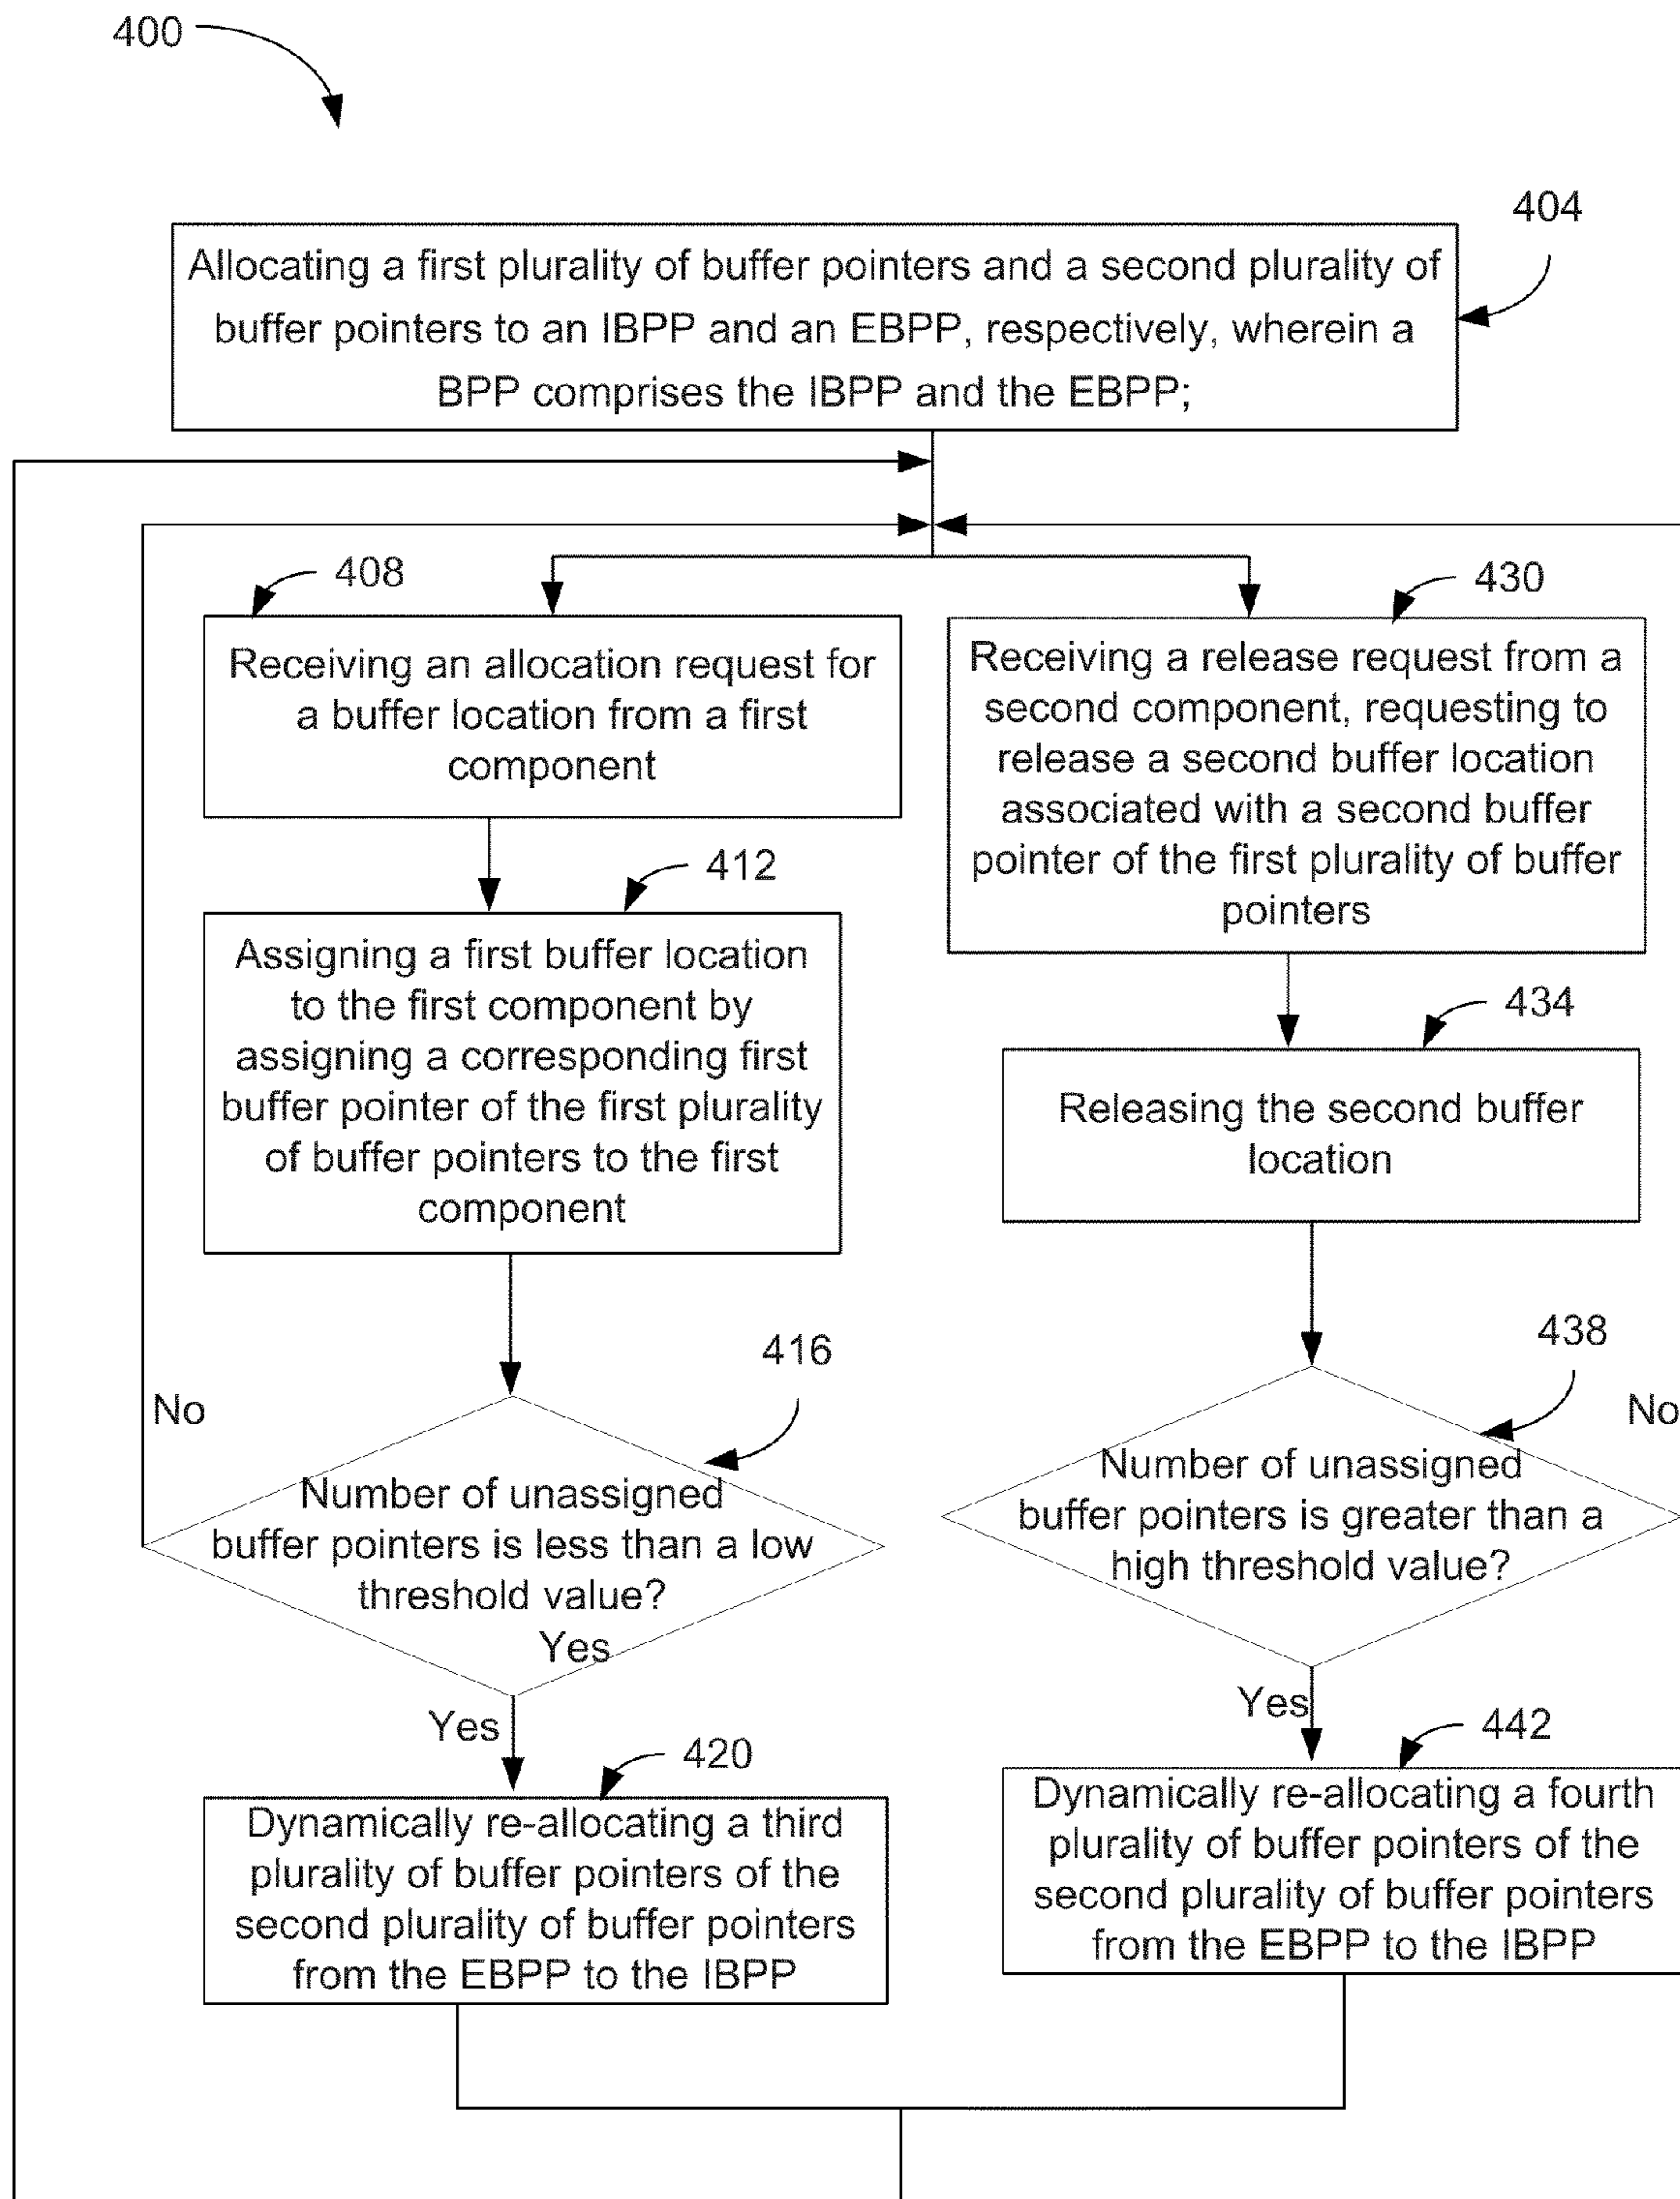 400
404
Allocating a first plurality of buffer pointers and a second plurality of
buffer pointers to an IBPP and an EBPP, respectively, wherein a
BPP comprises the IBPP and the EBPP;
408
Receiving an allocation request for
a buffer location from a first
component
412
Assigning a first buffer location
to the first component by
assigning a corresponding first
buffer pointer of the first plurality
of buffer pointers to the first
component
416
No
Number of unassigned
buffer pointers is less than a low
threshold value?
Yes
Yes
420
Dynamically re-allocating a third
plurality of buffer pointers of the
second plurality of buffer pointers
from the EBPP to the IBPP
430
Receiving a release request from a
second component, requesting to
release a second buffer location
associated with a second buffer
pointer of the first plurality of buffer
pointers
434
Releasing the second buffer
location
438
No
Number of unassigned
buffer pointers is greater than a
high threshold value?
Yes
442
Dynamically re-allocating a fourth
plurality of buffer pointers of the
second plurality of buffer pointers
from the EBPP to the IBPP